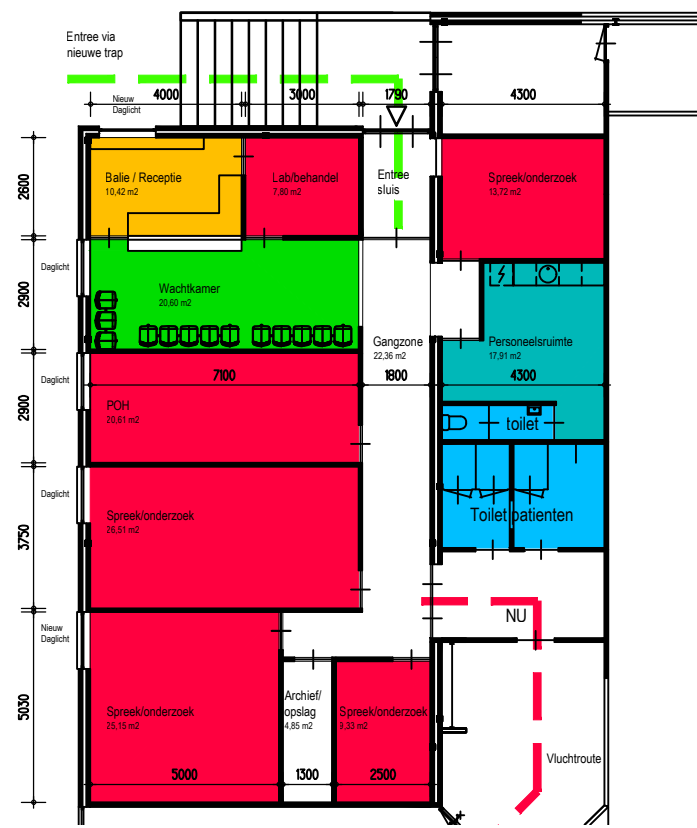 Entree via
nieuwe trap
Nieuw
Daglicht
4000
3000
1790
4300
2600
Balie / Receptie
10,42 m2
Lab/behandel
7,80 m2
Entree
sluis
Spreek/onderzoek
13,72 m2
Daglicht
2900
Wachtkamer
20,60 m2
Gangzone
22,36 m2
Personeelsruimte
17,91 m2
Daglicht
7100
1800
4300
2900
POH
20,61 m2
toilet
Daglicht
3750
Spreek/onderzoek
26,51 m2
Toilet patienten
NU
Nieuw
Daglicht
5030
Spreek/onderzoek
25,15 m2
Archief/
opslag
4,85 m2
Spreek/onderzoek
9,33 m2
Vluchtroute
5000
1300
2500